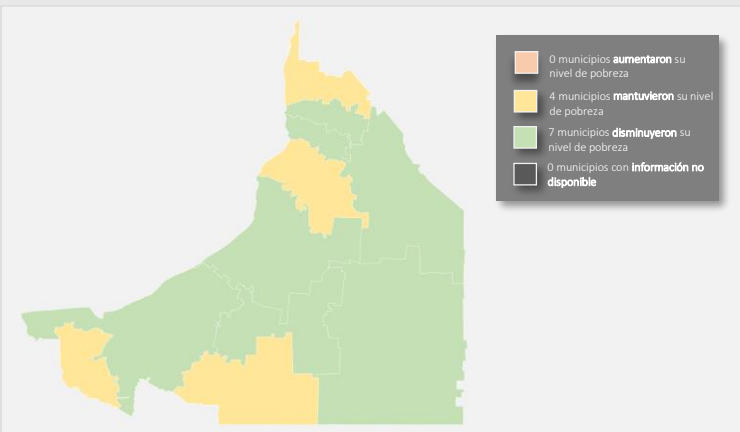 0 municipios aumentaron su
nivel de pobreza
4 municipios mantuvieron su nivel
de pobreza
7 municipios disminuyeron su
nivel de pobreza
0 municipios con información no
disponible